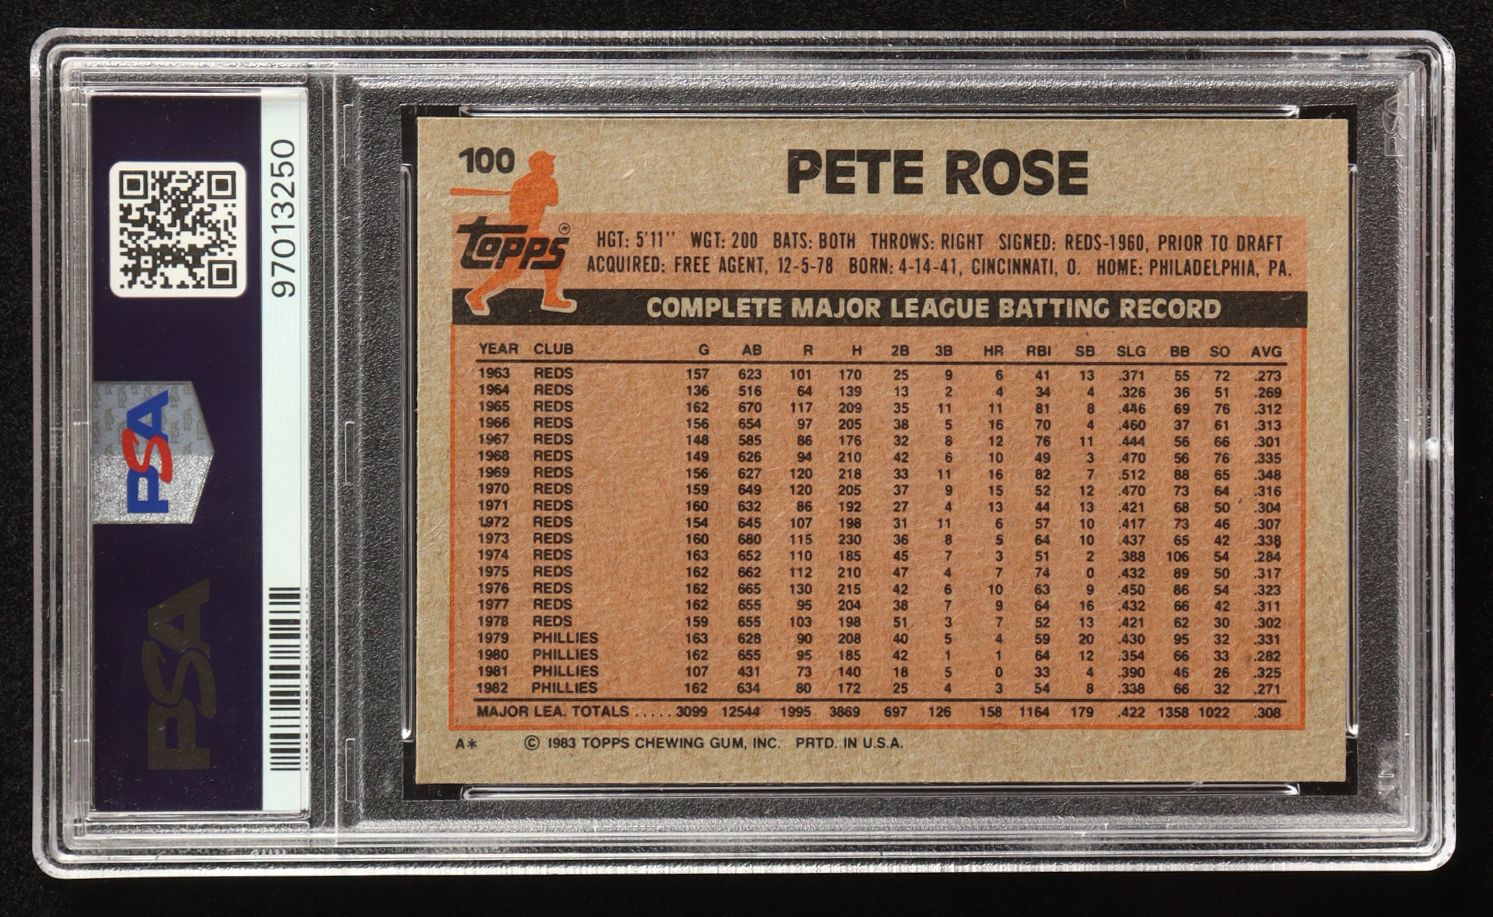 97013250
PSA
PSA
100
PETE ROSE
Topps®
HGT: 5'11" WGT: 200 BATS: BOTH THROWS: RIGHT SIGNED: REDS-1960, PRIOR TO DRAFT
ACQUIRED: FREE AGENT, 12-5-78 BORN: 4-14-41, CINCINNATI, O. HOME: PHILADELPHIA, PA.
COMPLETE MAJOR LEAGUE BATTING RECORD
YEAR CLUB G AB R H 2B 3B HR RBI SB SLG BB SO AVG
1963 REDS 157 623 101 170 25 9 6 41 13 .371 55 72 .273
1964 REDS 136 516 64 139 13 2 4 34 4 .326 36 51 .269
1965 REDS 162 670 117 209 35 11 11 81 8 .446 69 76 .312
1966 REDS 156 654 97 205 38 5 16 70 4 .460 37 61 .313
1967 REDS 148 585 86 176 32 8 12 76 11 .444 56 66 .301
1968 REDS 149 626 94 210 42 6 10 49 3 .470 56 76 .335
1969 REDS 156 627 120 218 33 11 16 82 7 .512 88 65 .348
1970 REDS 159 649 120 205 37 9 15 52 12 .470 73 64 .316
1971 REDS 160 632 86 192 27 4 13 44 13 .421 68 50 .304
1972 REDS 154 645 107 198 31 11 6 57 10 .417 73 46 .307
1973 REDS 160 680 115 230 36 8 5 64 10 .437 65 42 .338
1974 REDS 163 652 110 185 45 7 3 51 2 .388 106 54 .284
1975 REDS 162 662 112 210 47 4 7 74 0 .432 89 50 .317
1976 REDS 162 665 130 215 42 6 10 63 9 .450 86 54 .323
1977 REDS 162 655 95 204 38 7 9 64 16 .432 66 42 .311
1978 REDS 159 655 103 198 51 3 7 52 13 .421 62 30 .302
1979 PHILLIES 163 628 90 208 40 5 4 59 20 .430 95 32 .331
1980 PHILLIES 162 655 95 185 42 1 1 64 12 .354 66 33 .282
1981 PHILLIES 107 431 73 140 18 5 0 33 4 .390 46 26 .325
1982 PHILLIES 162 634 80 172 25 4 3 54 8 .338 66 32 .271
MAJOR LEA. TOTALS ..... 3099 12544 1995 3869 697 126 158 1164 179 .422 1358 1022 .308
A* © 1983 TOPPS CHEWING GUM, INC. PRTD. IN U.S.A.